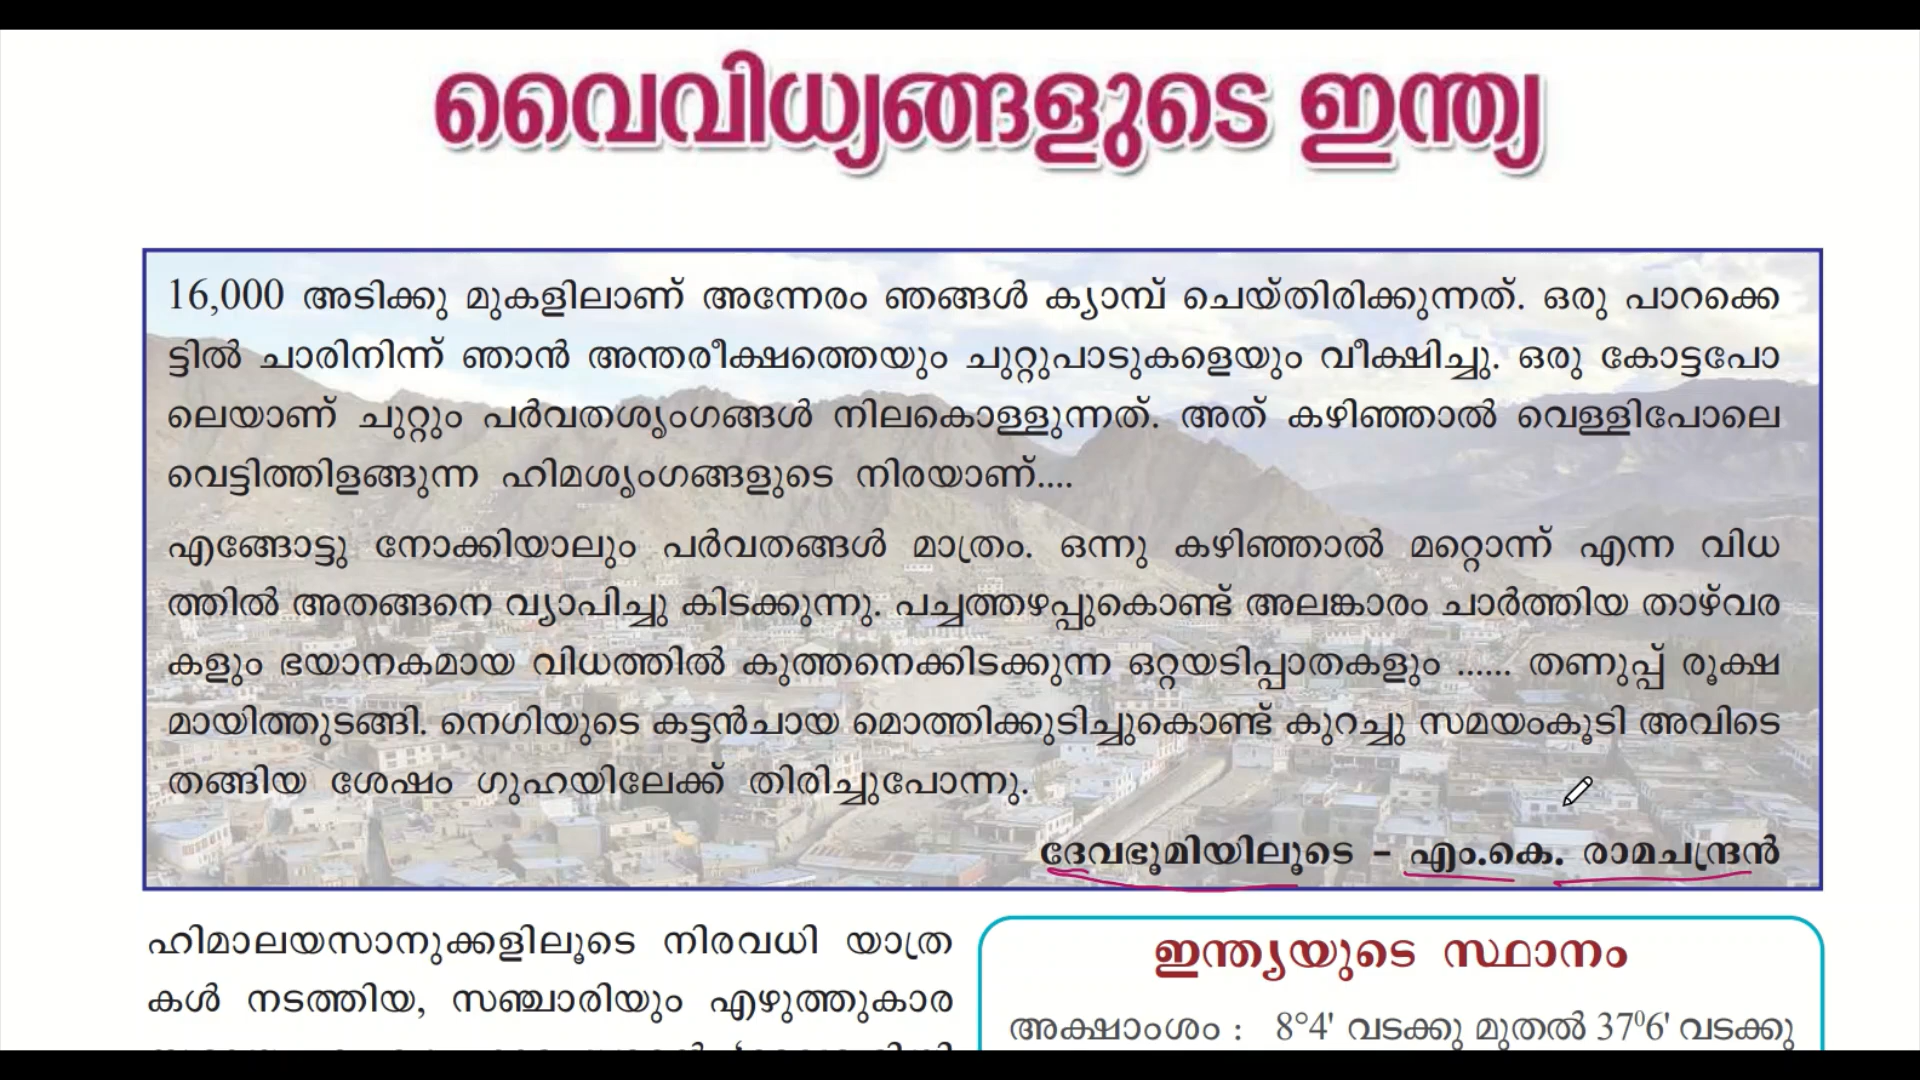 വൈവിധ്യങ്ങളുടെ ഇന്ത്യ
16,000 അടിക്കു മുകളിലാണ് അന്നേരം ഞങ്ങൾ ക്യാമ്പ് ചെയ്തിരിക്കുന്നത്. ഒരു പാറക്കെ
ട്ടിൽ ചാരിനിന്ന് ഞാൻ അന്തരീക്ഷത്തെയും ചുറ്റുപാടുകളെയും വീക്ഷിച്ചു. ഒരു കോട്ടപോ
ലെയാണ് ചുറ്റും പർവതശൃംഗങ്ങൾ നിലകൊള്ളുന്നത്. അത് കഴിഞ്ഞാൽ വെള്ളിപോലെ
വെട്ടിത്തിളങ്ങുന്ന ഹിമശൃംഗങ്ങളുടെ നിരയാണ്....
എങ്ങോട്ടു നോക്കിയാലും പർവതങ്ങൾ മാത്രം. ഒന്നു കഴിഞ്ഞാൽ മറ്റൊന്ന് എന്ന വിധ
ത്തിൽ അതങ്ങനെ വ്യാപിച്ചു കിടക്കുന്നു. പച്ചത്തഴപ്പുകൊണ്ട് അലങ്കാരം ചാർത്തിയ താഴ്‌വര
കളും ഭയാനകമായ വിധത്തിൽ കുത്തനെക്കിടക്കുന്ന ഒറ്റയടിപ്പാതകളും ...... തണുപ്പ് രൂക്ഷ
മായിത്തുടങ്ങി. നെഗിയുടെ കട്ടൻചായ മൊത്തിക്കുടിച്ചുകൊണ്ട് കുറച്ചു സമയംകൂടി അവിടെ
തങ്ങിയ ശേഷം ഗുഹയിലേക്ക് തിരിച്ചുപോന്നു.
ദേവഭൂമിയിലൂടെ – എം.കെ. രാമചന്ദ്രൻ
ഹിമാലയസാനുക്കളിലൂടെ നിരവധി യാത്ര
കൾ നടത്തിയ, സഞ്ചാരിയും എഴുത്തുകാര
ഇന്ത്യയുടെ സ്ഥാനം
അക്ഷാംശം : 8°4' വടക്കു മുതൽ 37⁰6' വടക്കു